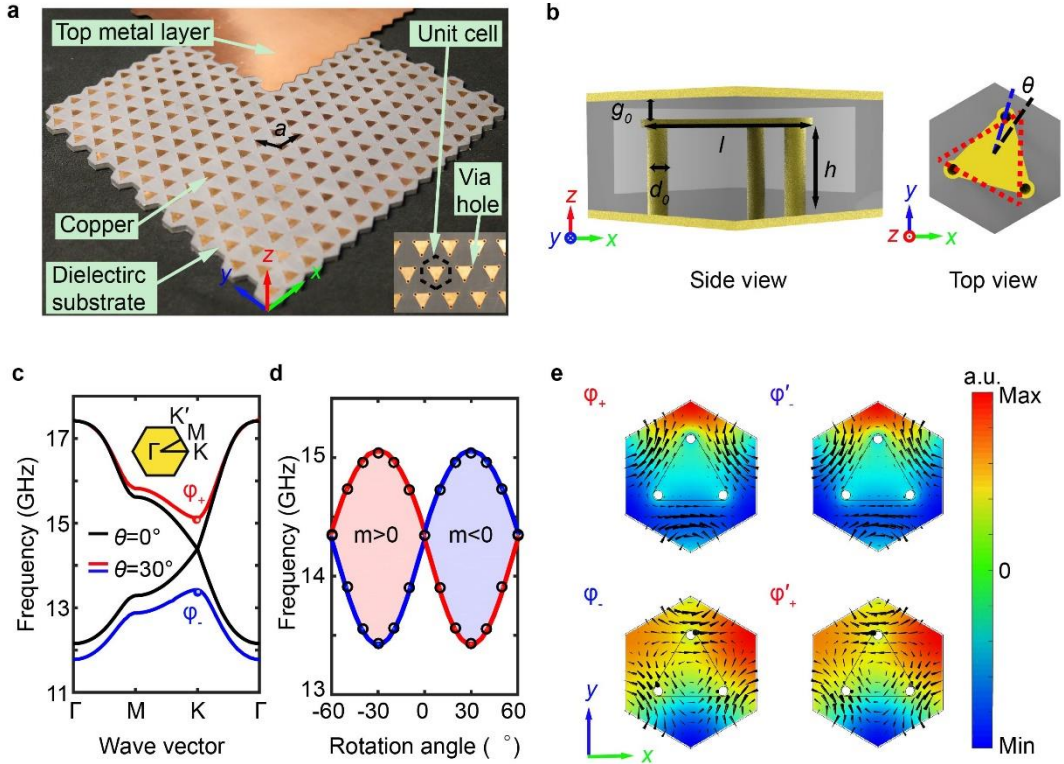 a
Top metal layer
Unit cell
a
Via
hole
Copper
Dielectirc
substrate
y
z
x
b
g0
l
h
d0
z
y
x
Side view
θ
y
z
x
Top view
c
Frequency (GHz)
17
15
13
11
K′
M
Γ
K
φ+
θ=0°
θ=30°
φ-
Γ
M
K
Γ
Wave vector
d
Frequency (GHz)
15
14
13
m>0
m<0
-60
-30
0
30
60
Rotation angle ( °)
e
φ+
φ′-
φ-
φ′+
y
x
a.u.
Max
0
Min